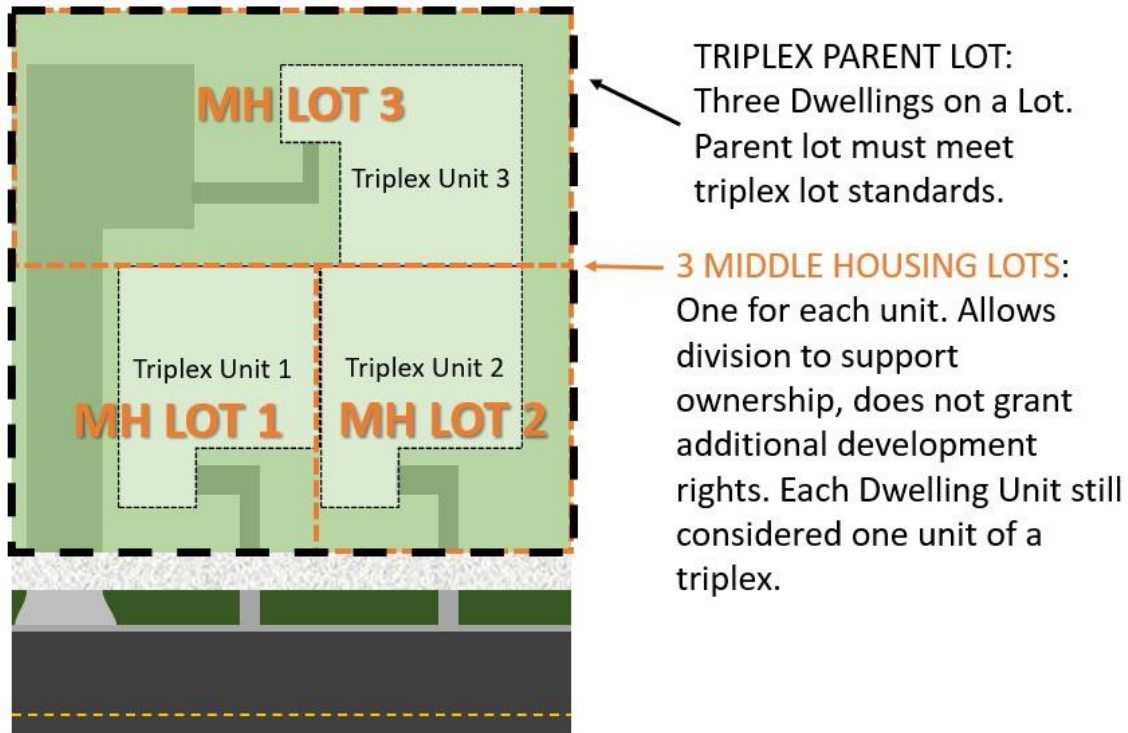 MH LOT 3
Triplex Unit 3
Triplex Unit 1
Triplex Unit 2
MH LOT 1
MH LOT 2
TRIPLEX PARENT LOT:
Three Dwellings on a Lot.
Parent lot must meet
triplex lot standards.
3 MIDDLE HOUSING LOTS:
One for each unit. Allows
division to support
ownership, does not grant
additional development
rights. Each Dwelling Unit still
considered one unit of a
triplex.